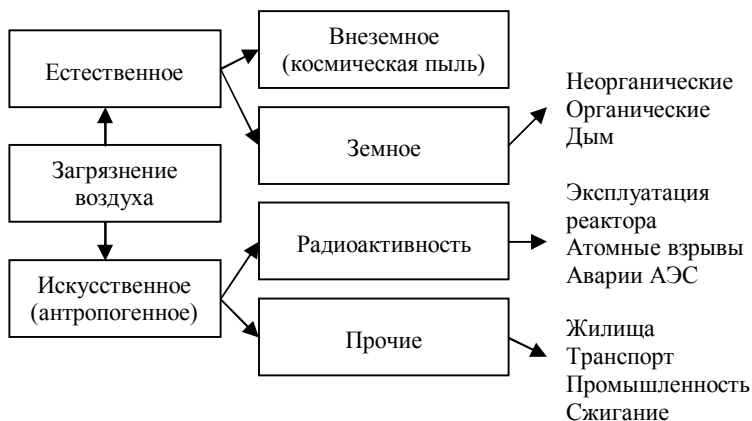 Естественное
Внеземное
(космическая пыль)
Земное
Неорганические
Органические
Дым
Загрязнение
воздуха
Искусственное
(антропогенное)
Радиоактивность
Эксплуатация
реактора
Атомные взрывы
Аварии АЭС
Прочие
Жилища
Транспорт
Промышленность
Сжигание